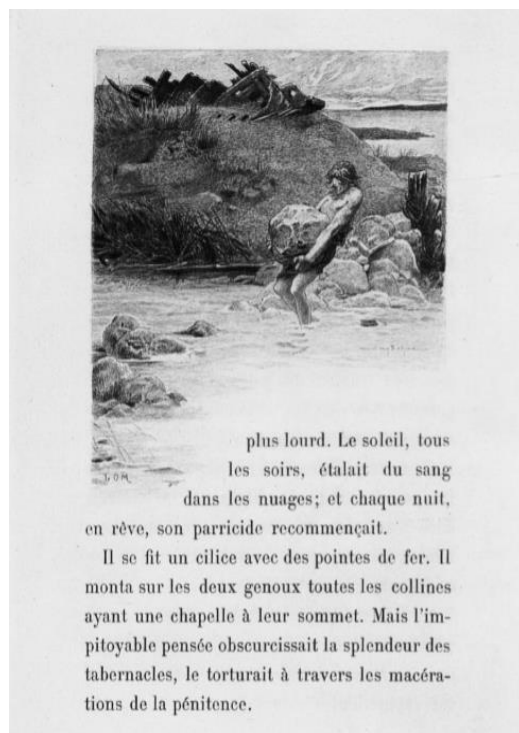 plus lourd. Le soleil, tous
les soirs, étalait du sang
LOM
dans les nuages; et chaque nuit,
en rêve, son parricide recommençait.
Il se fit un cilice avec des pointes de fer. Il
monta sur les deux genoux toutes les collines
ayant une chapelle à leur sommet. Mais l'im-
pitoyable pensée obscurcissait la splendeur des
tabernacles, le torturait à travers les macéra-
tions de la pénitence.